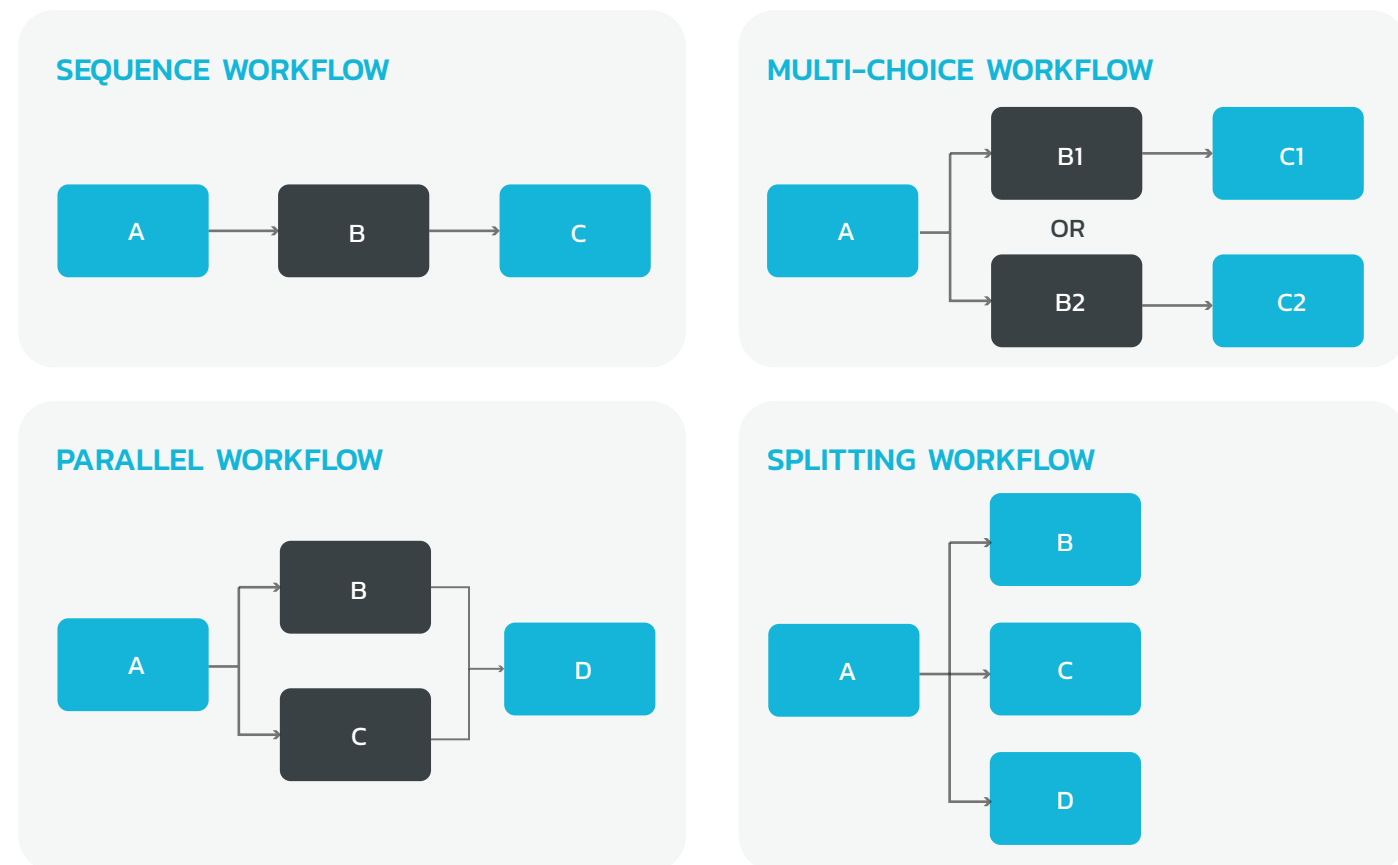 SEQUENCE WORKFLOW
A
B
C
MULTI-CHOICE WORKFLOW
A
B1
C1
OR
B2
C2
PARALLEL WORKFLOW
A
B
C
D
SPLITTING WORKFLOW
A
B
C
D